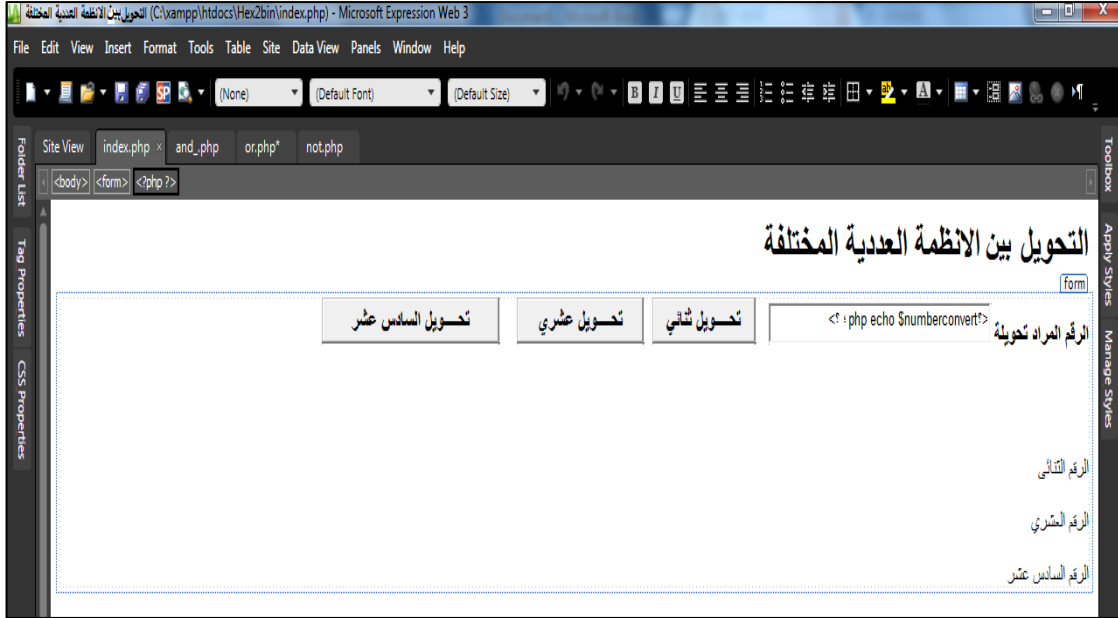 التحويل بين الانظمة العددية المختلفة (C:\xampp\htdocs\Hex2bin\index.php) - Microsoft Expression Web 3
File Edit View Insert Format Tools Table Site Data View Panels Window Help
(None) (Default Font) (Default Size) B I U A
Folder List
Tag Properties
CSS Properties
Toolbox
Apply Styles
Manage Styles
Site View index.php × and_.php or.php* not.php
<body> <form> <?php ?>
التحويل بين الانظمة العددية المختلفة
form
الرقم المراد تحويلة <?php echo $numberconvert ; ?> تحـــويل ثنائي تحـــويل عشري تحـــويل السادس عشر
الرقم الثنائى
الرقم العشري
الرقم السادس عشر